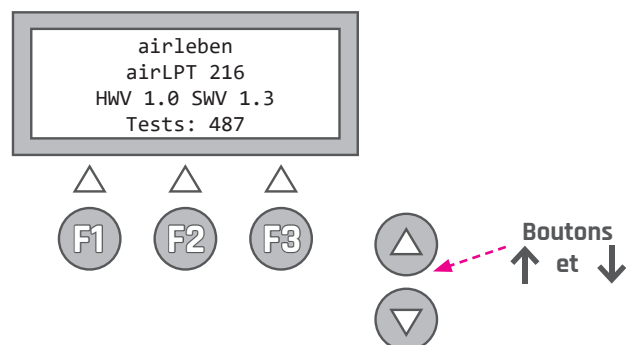 airleben
airLPT 216
HWV 1.0 SWV 1.3
Tests: 487
F1 F2 F3
Boutons
↑ et ↓